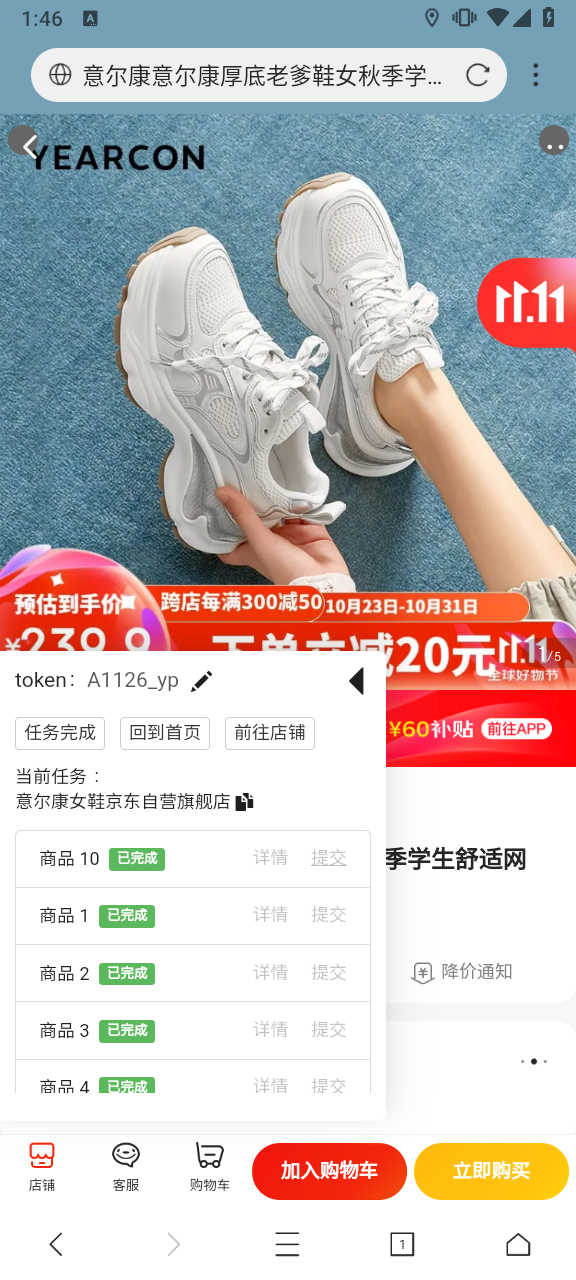 1:46
A
意尔康意尔康厚底老爹鞋女秋季学...
YEARCON
11.11
预估到手价
跨店每满300减50
10月23日-10月31日
¥239.9
下单立减20元
11.11
全球好物节
1/5
token: A1126_yp
¥60补贴 前往APP
任务完成 回到首页 前往店铺
当前任务：
意尔康女鞋京东自营旗舰店
商品 10 已完成 详情 提交
季学生舒适网
商品 1 已完成 详情 提交
商品 2 已完成 详情 提交
降价通知
商品 3 已完成 详情 提交
商品 4 已完成 详情 提交
店铺 客服 购物车 加入购物车 立即购买
1